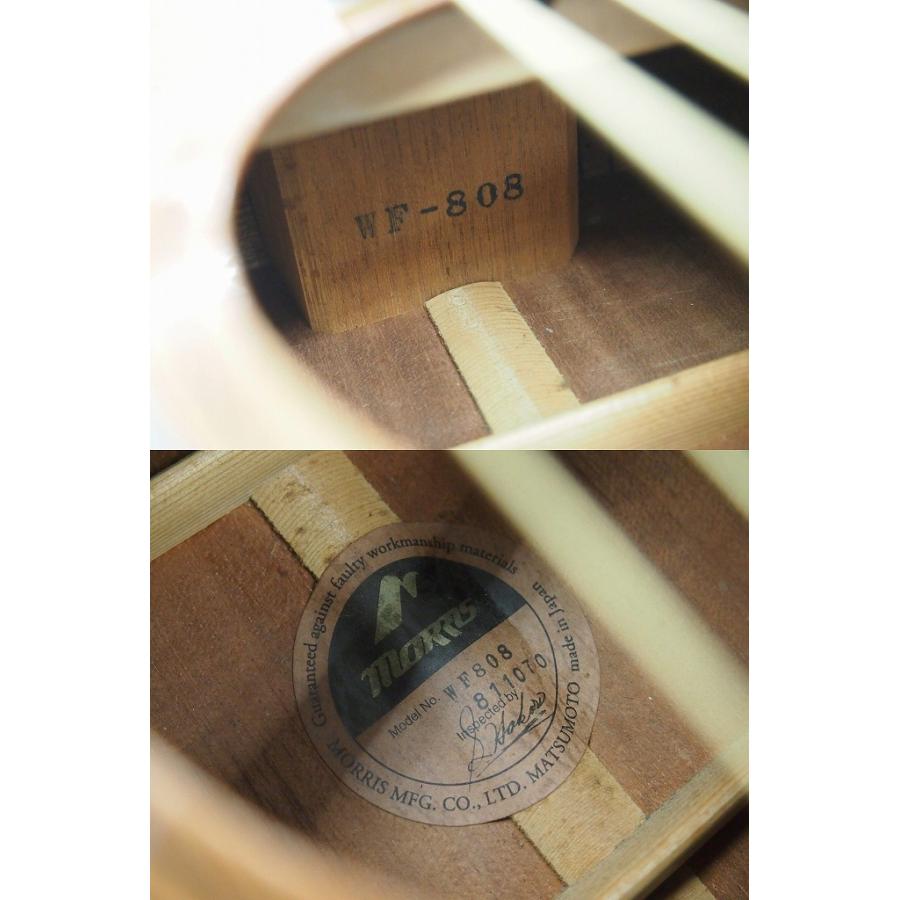 WF-808
Guaranteed against faulty workmanship materials
MORRIS
Model No. WF808
811070
Inspected by
made in Japan
MORRIS MFG. CO., LTD. MATSUMOTO